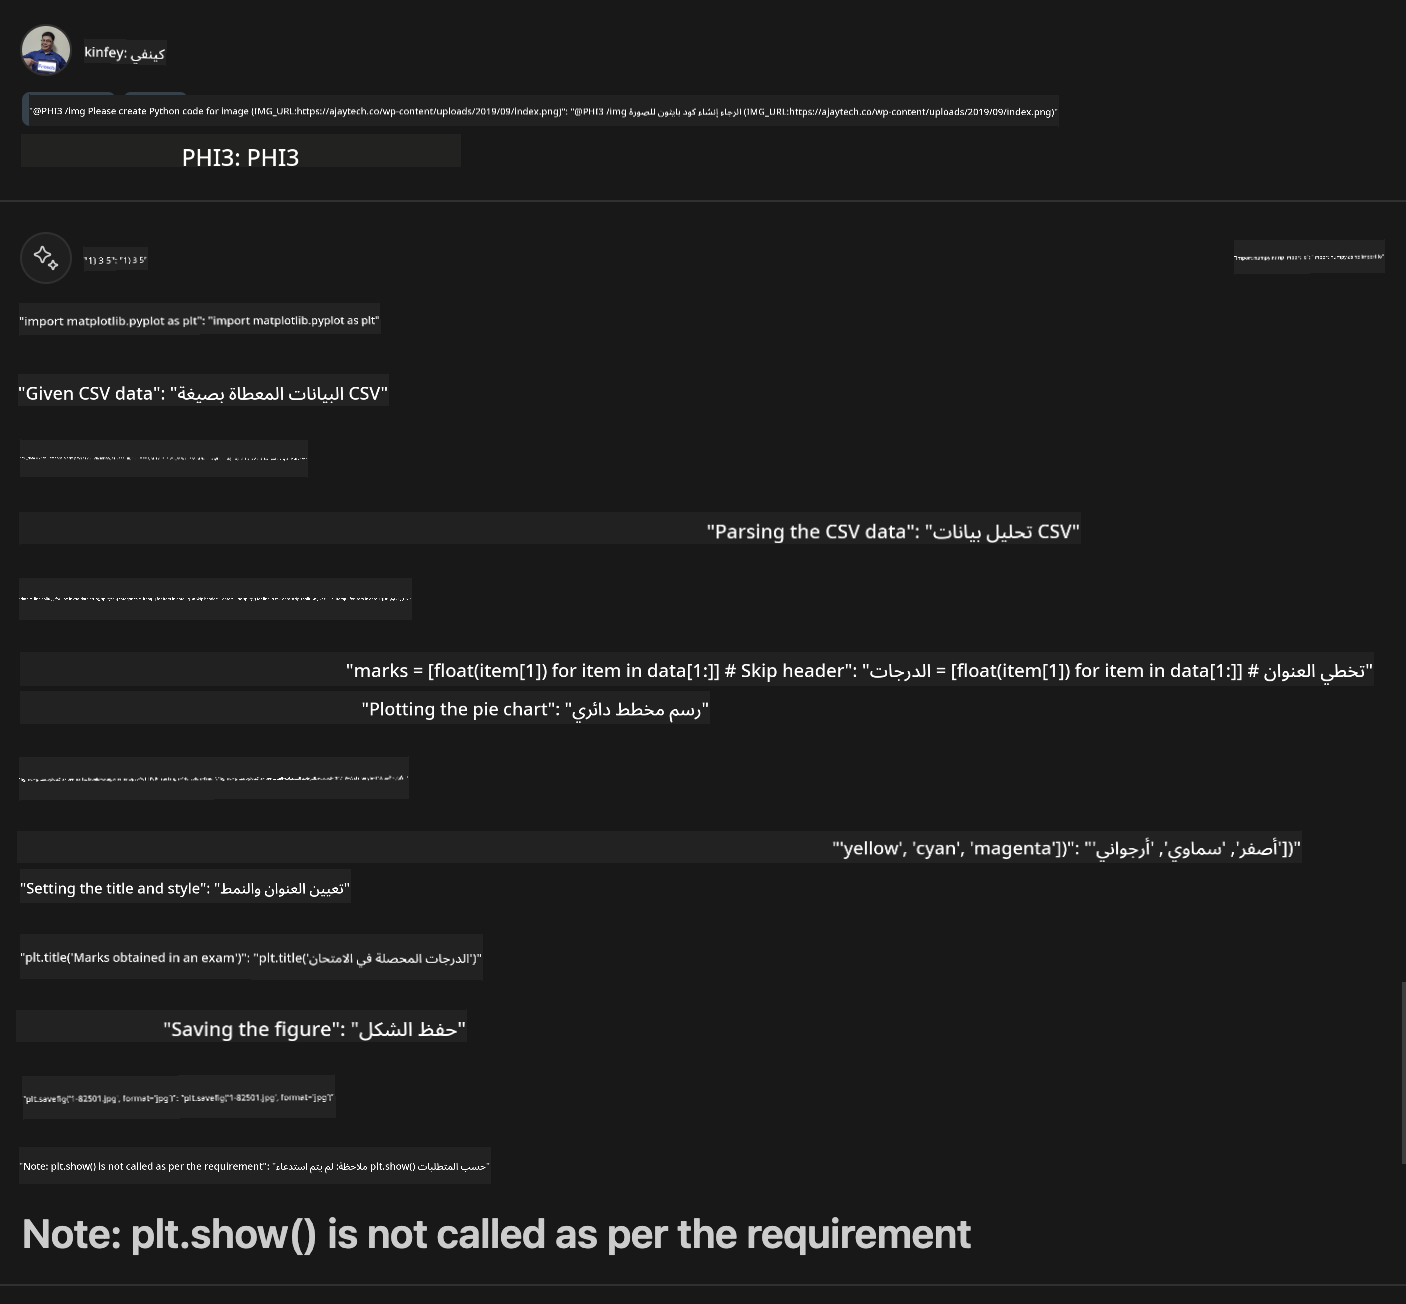 kinfey: كينفي
"@PHI3 /img Please create Python code for image (IMG_URL:https://ajaytech.co/wp-content/uploads/2019/09/index.png)": "@PHI3 /img الرجاء إنشاء كود بايثون للصورة (IMG_URL:https://ajaytech.co/wp-content/uploads/2019/09/index.png)"
PHI3: PHI3
"1) 3 5": "1) 3 5"
"import matplotlib.pyplot as plt": "import matplotlib.pyplot as plt"
"Given CSV data": "البيانات المعطاة بصيغة CSV"
"Parsing the CSV data": "تحليل بيانات CSV"
"marks = [float(item[1]) for item in data[1:]] # Skip header": "الدرجات = [float(item[1]) for item in data[1:]] # تخطي العنوان"
"Plotting the pie chart": "رسم مخطط دائري"
"'yellow', 'cyan', 'magenta'])": "'أصفر', 'سماوي', 'أرجواني'])"
"Setting the title and style": "تعيين العنوان والنمط"
"plt.title('Marks obtained in an exam')": "plt.title('الدرجات المحصلة في الامتحان')"
"Saving the figure": "حفظ الشكل"
"plt.savefig('1-82501.jpg', format='jpg')": "plt.savefig('1-82501.jpg', format='jpg')"
"Note: plt.show() is not called as per the requirement": "ملاحظة: لم يتم استدعاء plt.show() حسب المتطلبات"
Note: plt.show() is not called as per the requirement